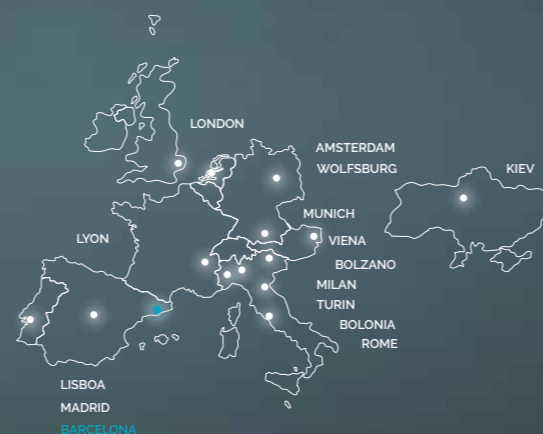 LONDON
AMSTERDAM
WOLFSBURG
KIEV
MUNICH
LYON
VIENA
BOLZANO
MILAN
TURIN
BOLONIA
ROME
LISBOA
MADRID
BARCELONA